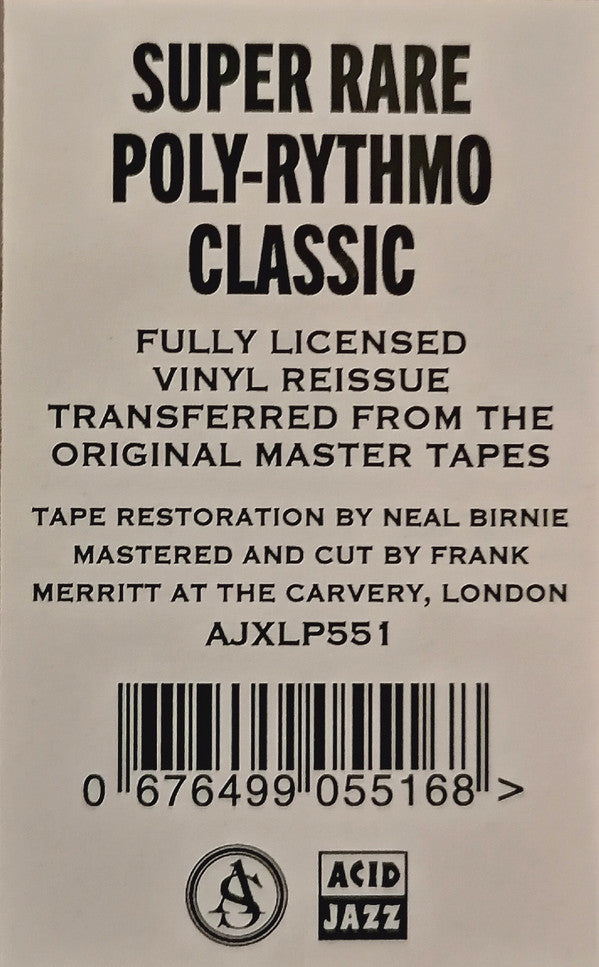 SUPER RARE
POLY-RYTHMO
CLASSIC
FULLY LICENSED
VINYL REISSUE
TRANSFERRED FROM THE
ORIGINAL MASTER TAPES
TAPE RESTORATION BY NEAL BIRNIE
MASTERED AND CUT BY FRANK
MERRITT AT THE CARVERY, LONDON
AJXLP551
0 676499 055168 >
AS
ACID
JAZZ